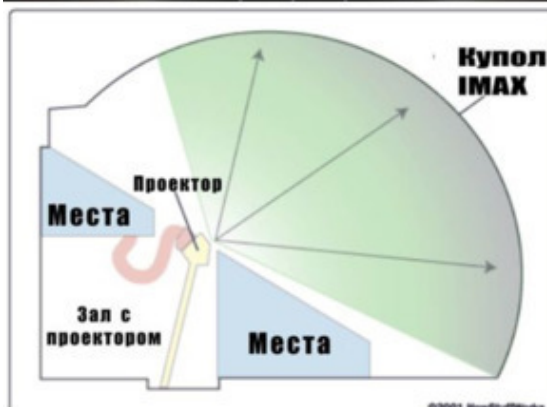 Купол
IMAX
Проектор
Места
Зал с
проектором
Места